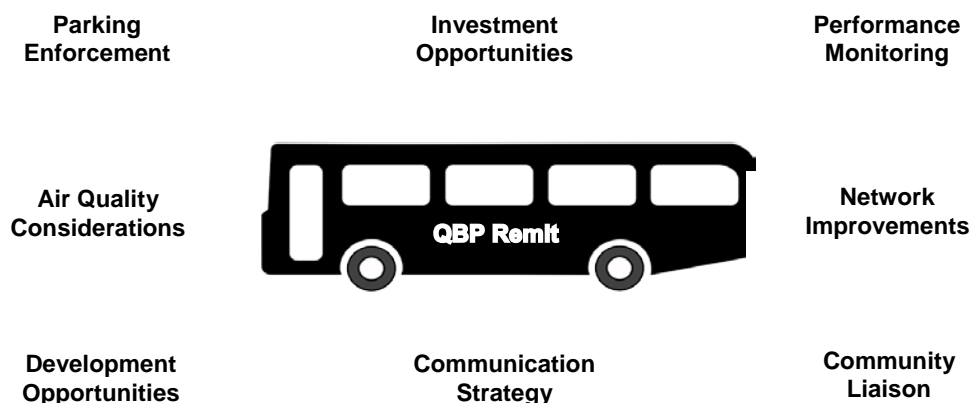 Parking
Enforcement
Investment
Opportunities
Performance
Monitoring
Air Quality
Considerations
QBP Remit
Network
Improvements
Development
Opportunities
Communication
Strategy
Community
Liaison